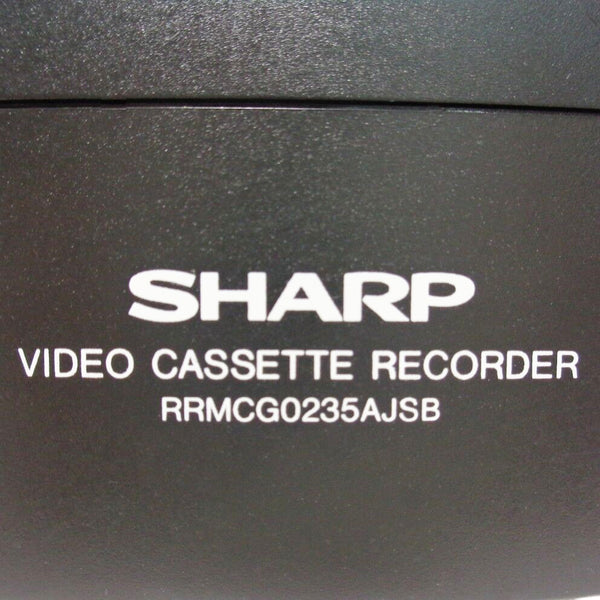 SHARP
VIDEO CASSETTE RECORDER
RRMCG0235AJSB